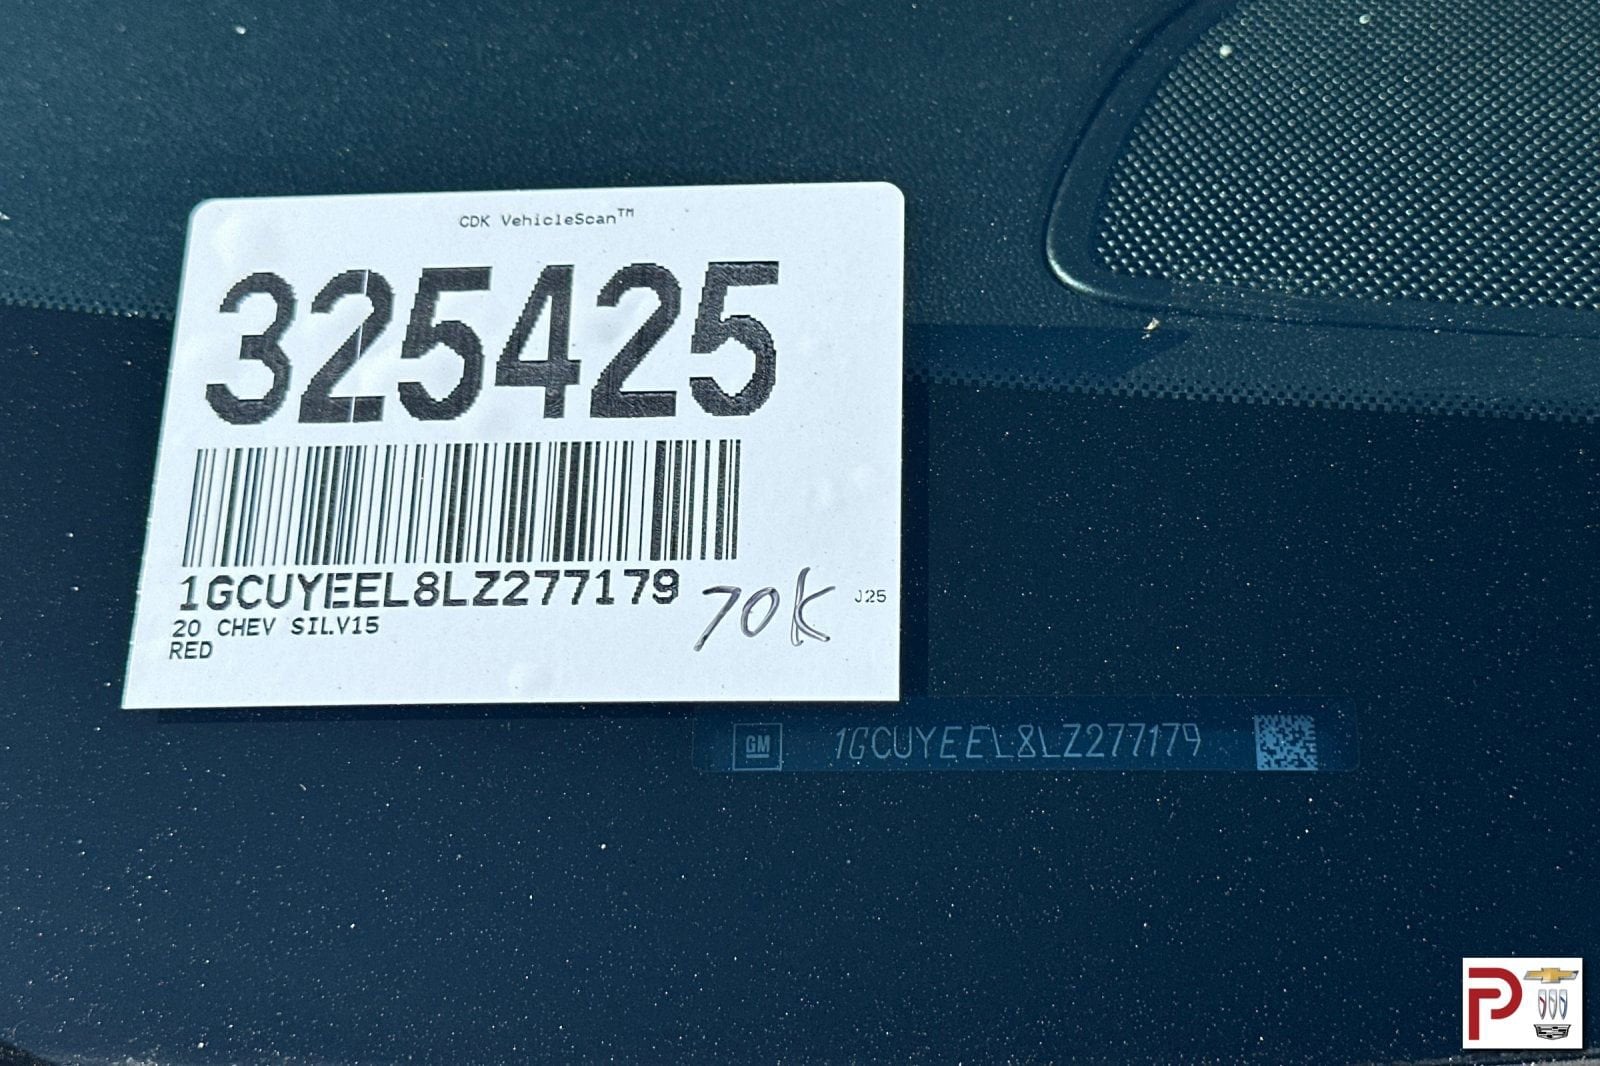 CDK VehicleScan™
325425
1GCUYEEL8LZ277179
70K
J25
20 CHEV SILV15
RED
GM 1GCUYEEL8LZ277179
P